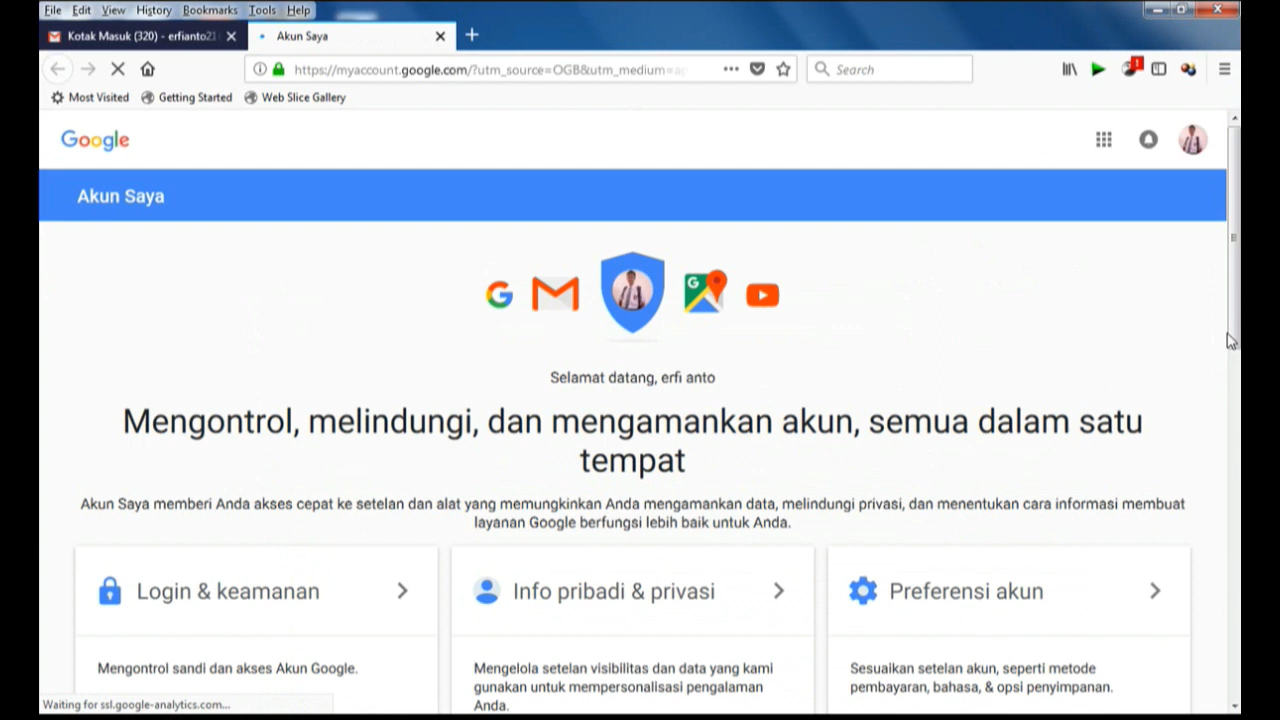 File Edit View History Bookmarks Tools Help
Kotak Masuk (320) - erfianto21
Akun Saya
https://myaccount.google.com/?utm_source=OGB&utm_medium=a
Search
Most Visited Getting Started Web Slice Gallery
Google
Akun Saya
Selamat datang, erfi anto
Mengontrol, melindungi, dan mengamankan akun, semua dalam satu
tempat
Akun Saya memberi Anda akses cepat ke setelan dan alat yang memungkinkan Anda mengamankan data, melindungi privasi, dan menentukan cara informasi membuat
layanan Google berfungsi lebih baik untuk Anda.
Login & keamanan
Mengontrol sandi dan akses Akun Google.
Info pribadi & privasi
Mengelola setelan visibilitas dan data yang kami
gunakan untuk mempersonalisasi pengalaman
Anda.
Preferensi akun
Sesuaikan setelan akun, seperti metode
pembayaran, bahasa, & opsi penyimpanan.
Waiting for ssl.google-analytics.com...